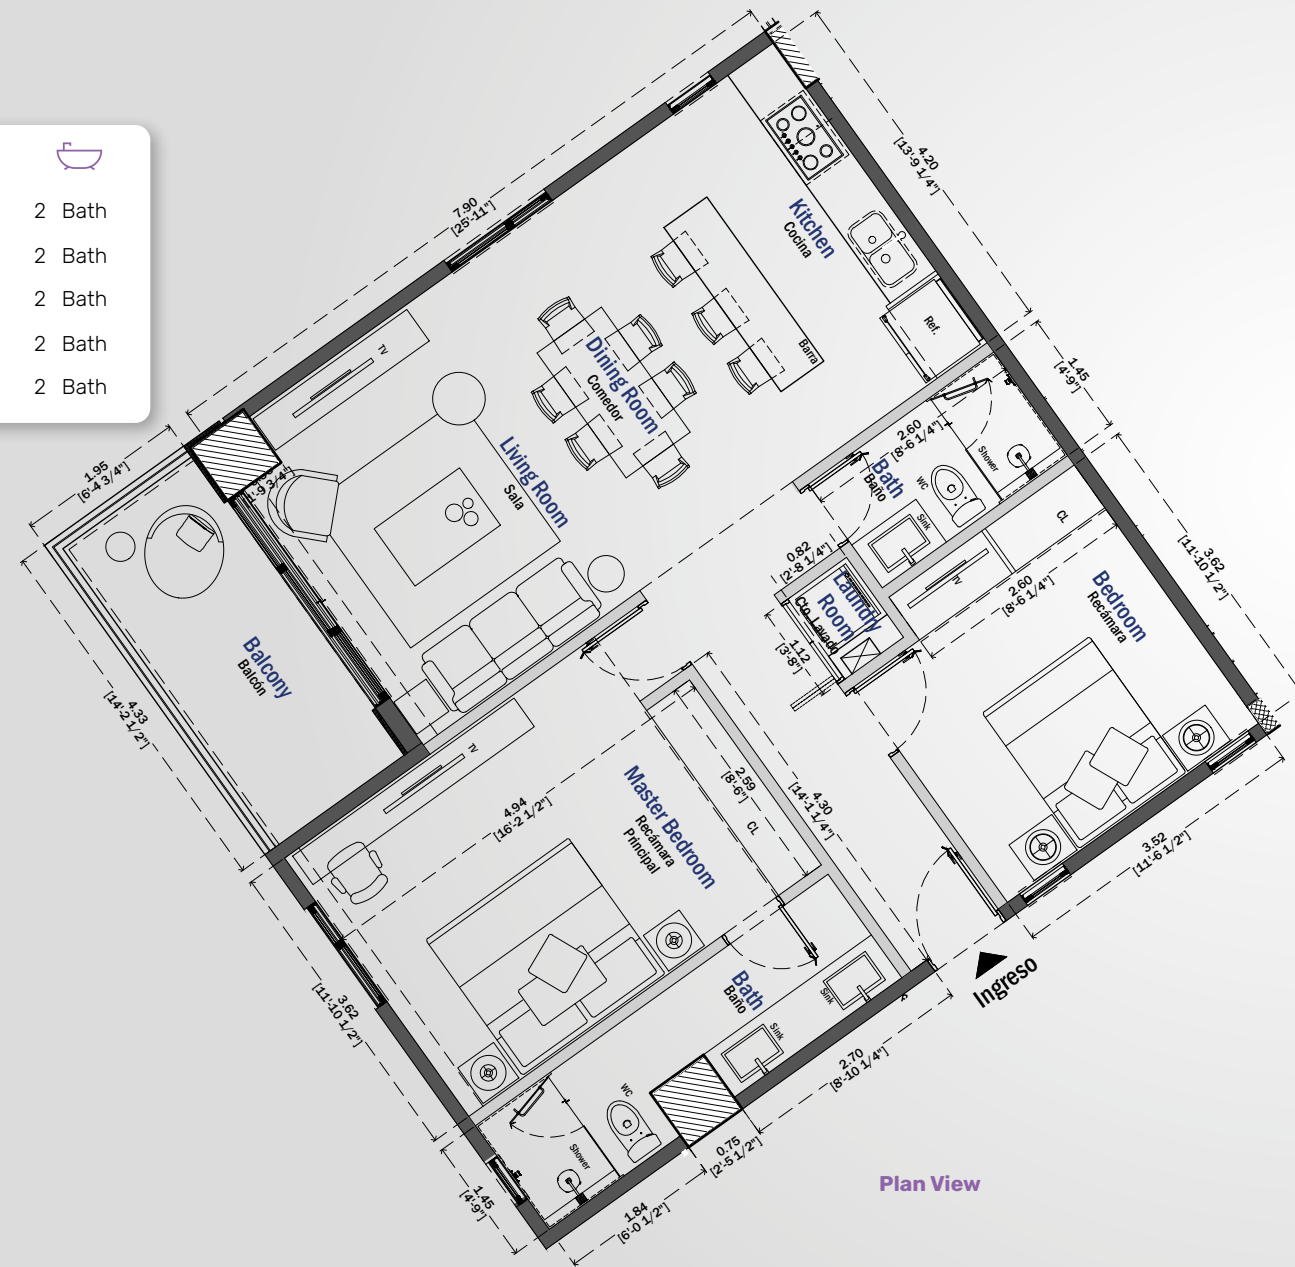 2 Bath
2 Bath
2 Bath
2 Bath
2 Bath
7.90
[25'-11"]
4.20
[13'-9 1/4"]
Kitchen
Cocina
Ref.
Barra
1.45
[4'-9"]
TV
Dining Room
Comedor
Living Room
Sala
1.95
[6'-4 3/4"]
1'-9 3/4"]
2.60
[8'-6 1/4"]
Shower
WC
Bath
Baño
Sink
CL
3.62
[11'-10 1/2"]
0.82
[2'-8 1/4"]
Laundry
Room
Cto. Lavado
1.12
[3'-8"]
TV
2.60
[8'-6 1/4"]
Bedroom
Recámara
Balcony
Balcón
4.33
[14'-2 1/2"]
TV
4.94
[16'-2 1/2"]
Master Bedroom
Recámara
Principal
2.59
[8'-6"]
CL
4.30
[14'-1 1/4"]
3.52
[11'-6 1/2"]
Ingreso
3.62
[11'-10 1/2"]
Bath
Baño
Sink
Sink
2.70
[8'-10 1/4"]
WC
Shower
0.75
[2'-5 1/2"]
1.45
[4'-9"]
1.84
[6'-0 1/2"]
Plan View